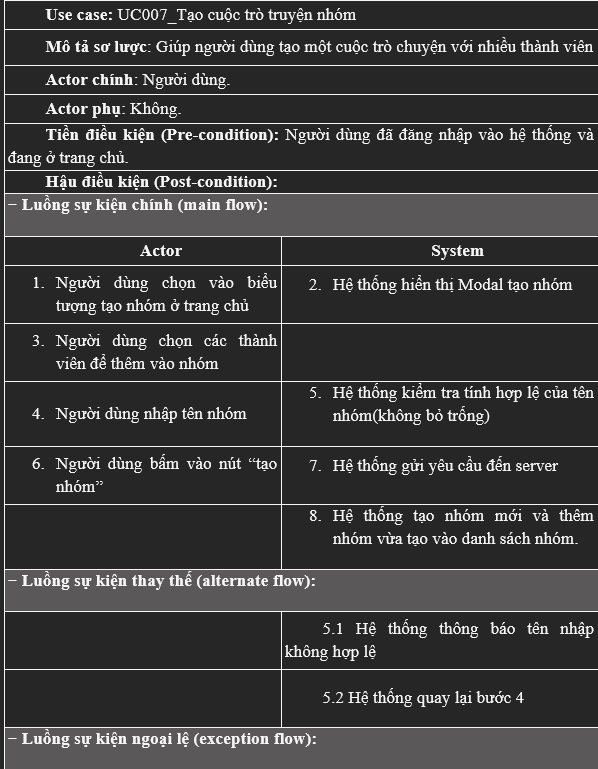 Use case: UC007_Tạo cuộc trò truyện nhóm
Mô tả sơ lược: Giúp người dùng tạo một cuộc trò chuyện với nhiều thành viên
Actor chính: Người dùng.
Actor phụ: Không.
Tiền điều kiện (Pre-condition): Người dùng đã đăng nhập vào hệ thống và
đang ở trang chủ.
Hậu điều kiện (Post-condition):
− Luồng sự kiện chính (main flow):
Actor
System
1. Người dùng chọn vào biểu
tượng tạo nhóm ở trang chủ
2. Hệ thống hiển thị Modal tạo nhóm
3. Người dùng chọn các thành
viên để thêm vào nhóm
4. Người dùng nhập tên nhóm
5. Hệ thống kiểm tra tính hợp lệ của tên
nhóm(không bỏ trống)
6. Người dùng bấm vào nút “tạo
nhóm”
7. Hệ thống gửi yêu cầu đến server
8. Hệ thống tạo nhóm mới và thêm
nhóm vừa tạo vào danh sách nhóm.
− Luồng sự kiện thay thế (alternate flow):
5.1 Hệ thống thông báo tên nhập
không hợp lệ
5.2 Hệ thống quay lại bước 4
− Luồng sự kiện ngoại lệ (exception flow):